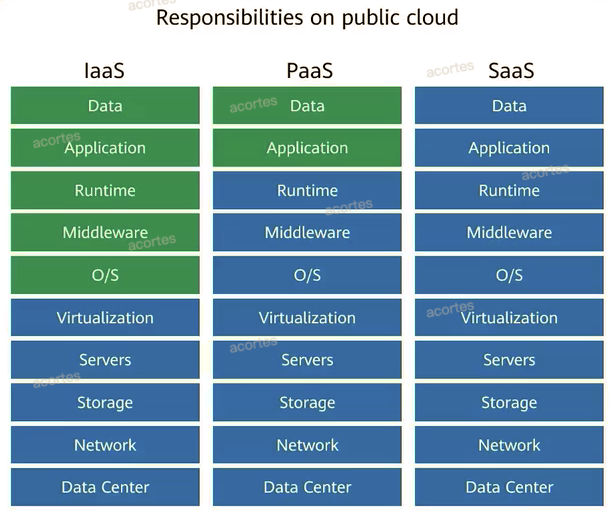 Responsibilities on public cloud
IaaS PaaS SaaS
Data Data Data
Application Application Application
Runtime Runtime Runtime
Middleware Middleware Middleware
O/S O/S O/S
Virtualization Virtualization Virtualization
Servers Servers Servers
Storage Storage Storage
Network Network Network
Data Center Data Center Data Center
acortes
acortes
acortes
acortes
acortes
acortes
acortes
acortes
acortes
acortes